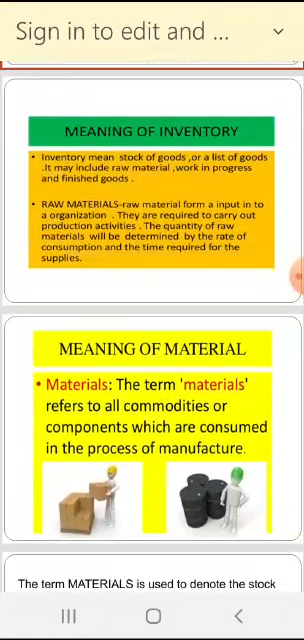 Sign in to edit and ...
MEANING OF INVENTORY
• Inventory mean stock of goods ,or a list of goods
.It may include raw material ,work in progress
and finished goods .
• RAW MATERIALS-raw material form a input in to
a organization . They are required to carry out
production activities . The quantity of raw
materials will be determined by the rate of
consumption and the time required for the
supplies.
MEANING OF MATERIAL
• Materials: The term 'materials'
refers to all commodities or
components which are consumed
in the process of manufacture.
The term MATERIALS is used to denote the stock